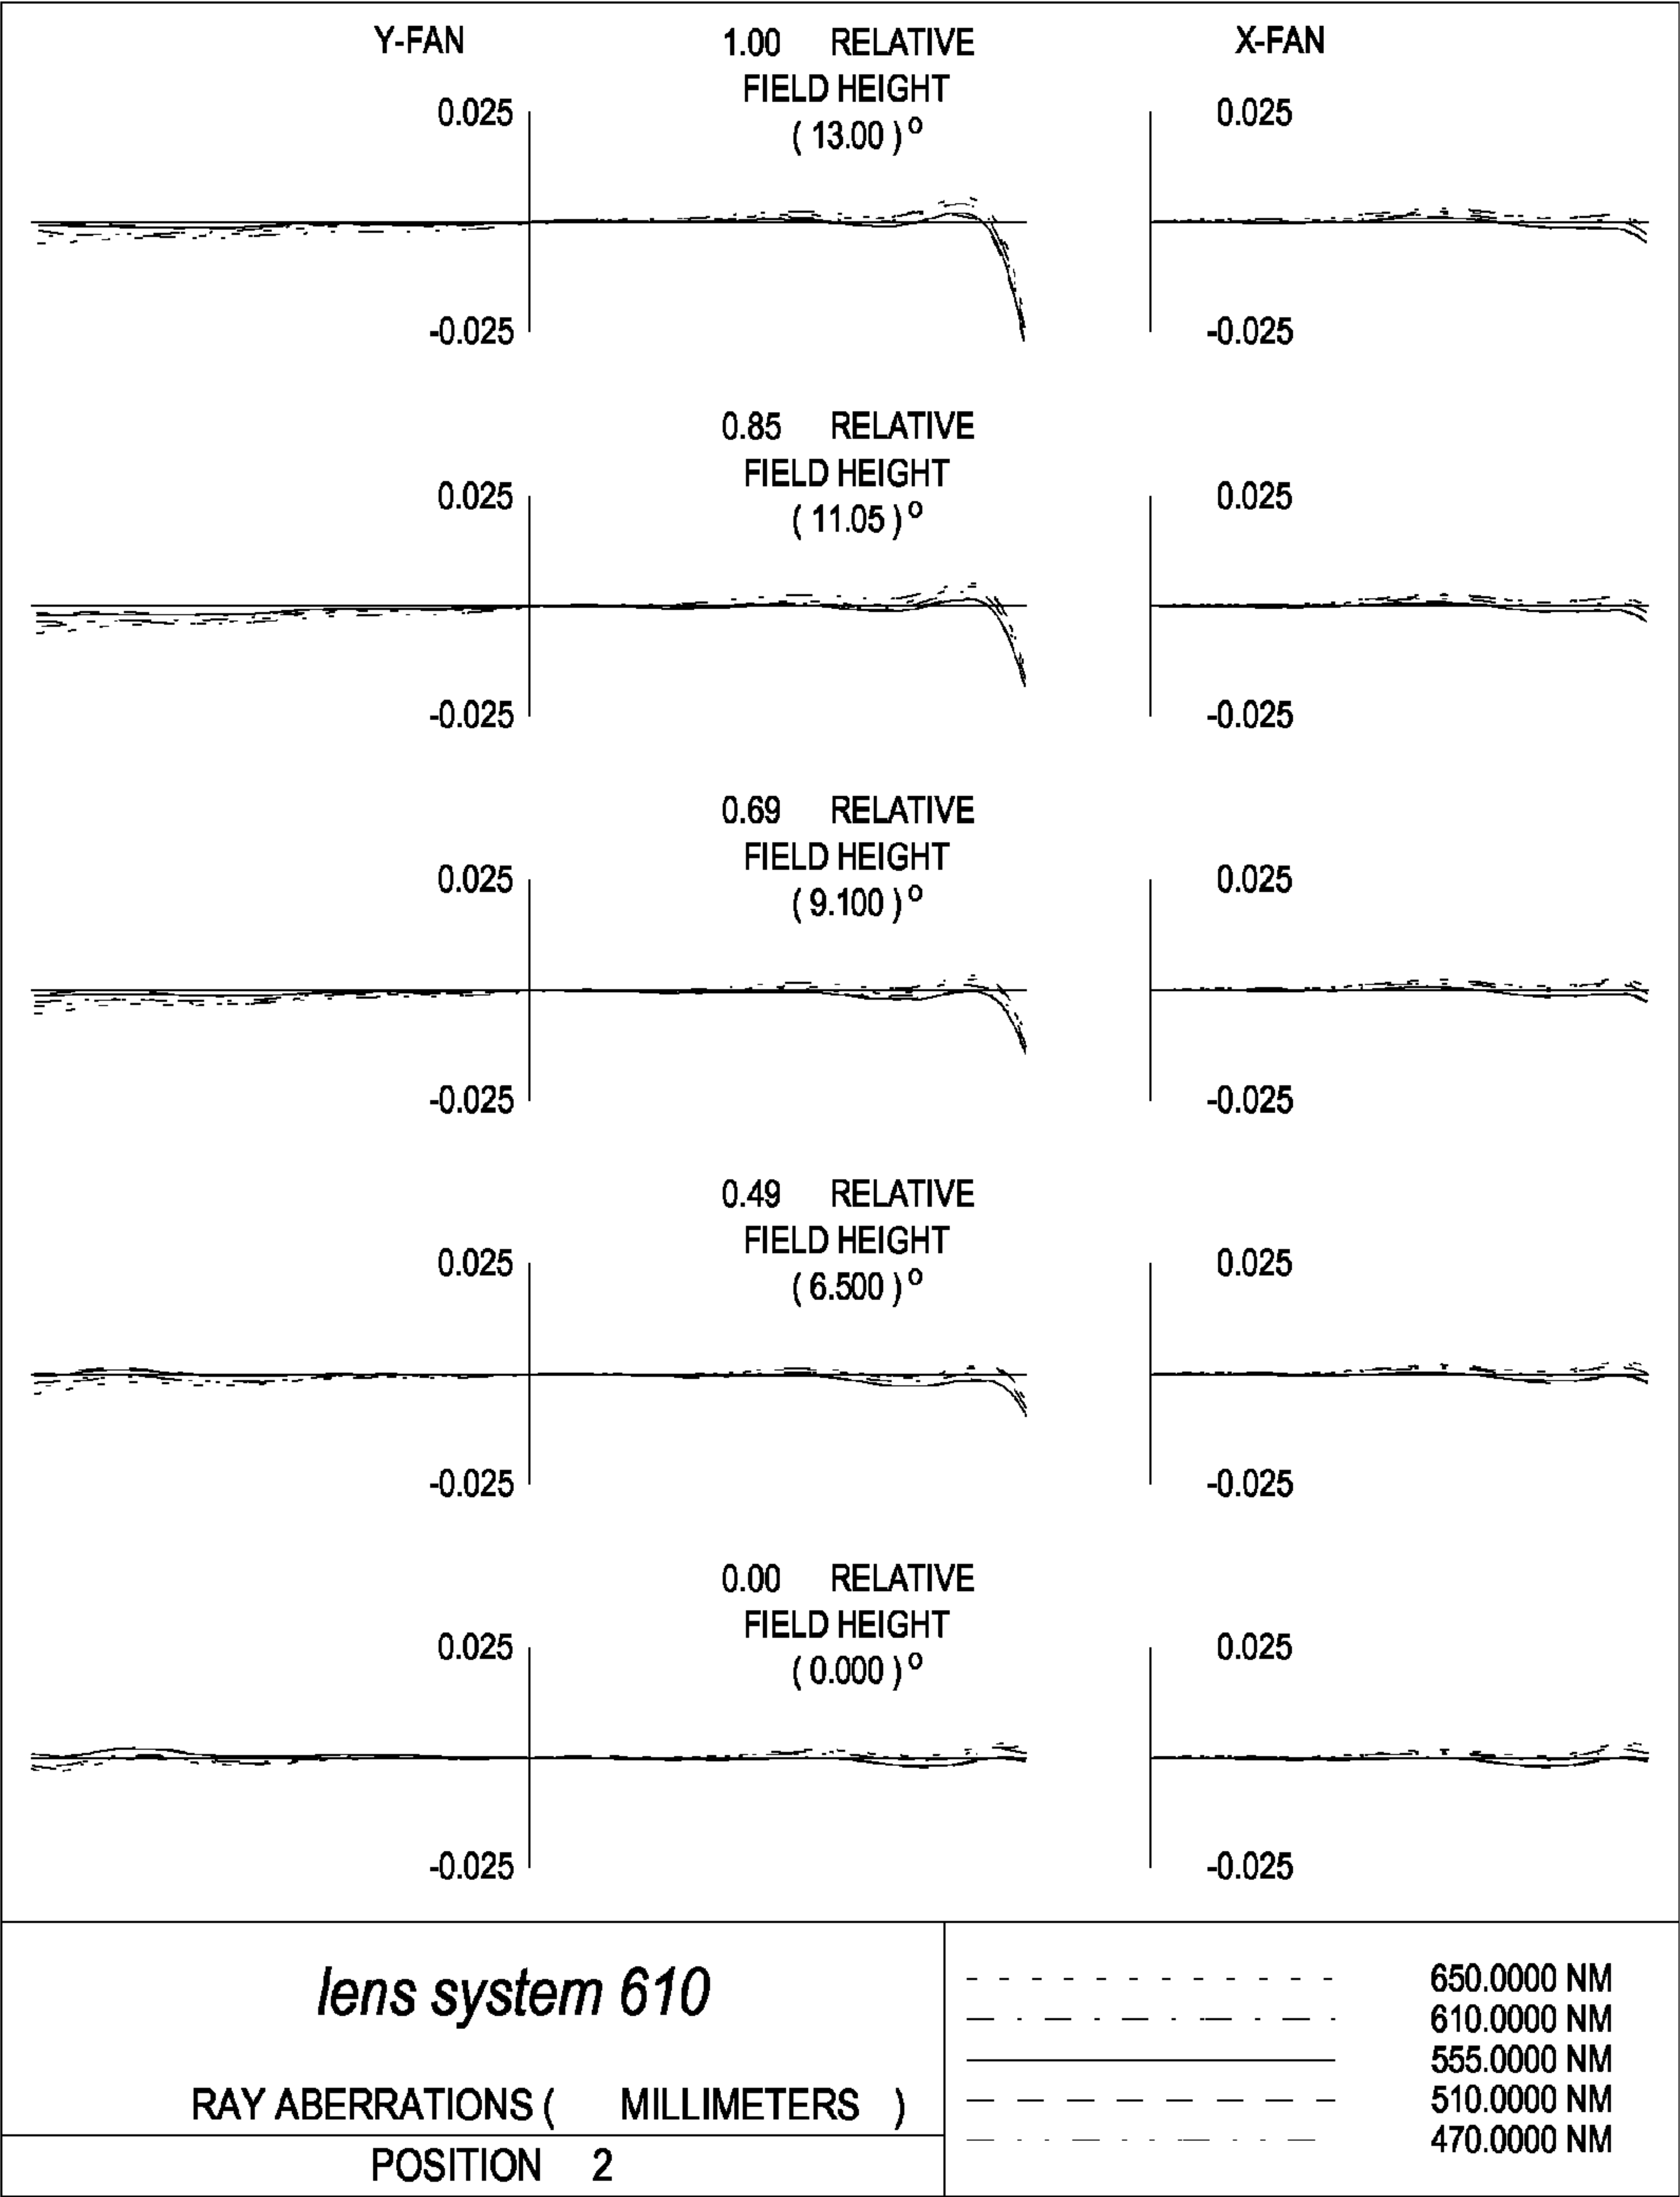 Y-FAN 1.00 RELATIVE X-FAN
FIELD HEIGHT
0.025 ( 13.00 )° 0.025
-0.025 -0.025
0.85 RELATIVE
FIELD HEIGHT
0.025 ( 11.05 )° 0.025
-0.025 -0.025
0.69 RELATIVE
FIELD HEIGHT
0.025 ( 9.100 )° 0.025
-0.025 -0.025
0.49 RELATIVE
FIELD HEIGHT
0.025 ( 6.500 )° 0.025
-0.025 -0.025
0.00 RELATIVE
FIELD HEIGHT
0.025 ( 0.000 )° 0.025
-0.025 -0.025
lens system 610
RAY ABERRATIONS ( MILLIMETERS )
POSITION 2
650.0000 NM
610.0000 NM
555.0000 NM
510.0000 NM
470.0000 NM